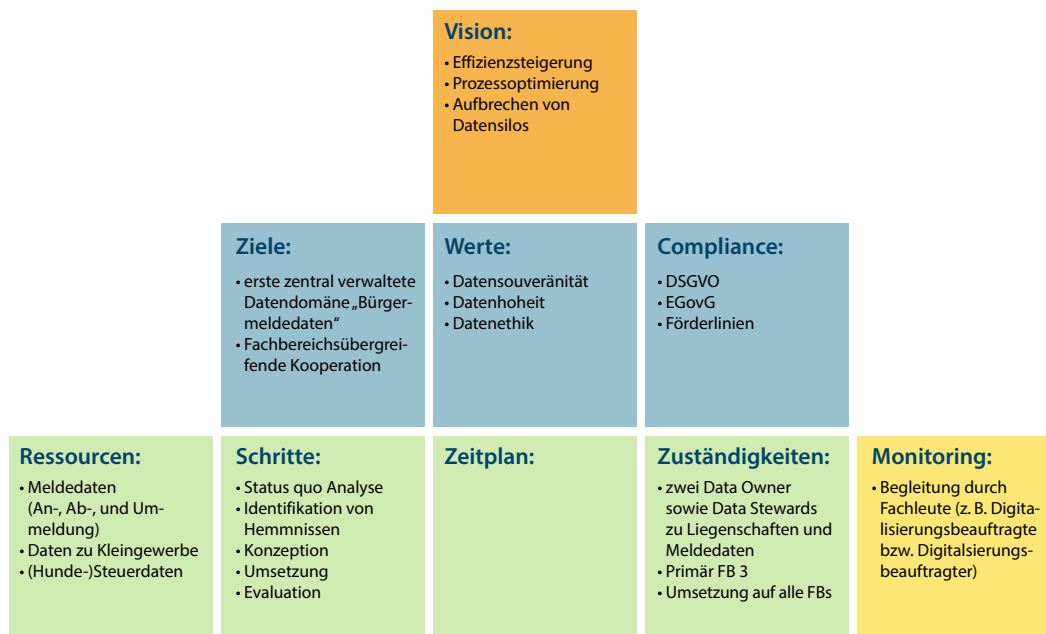 Vision:
• Effizienzsteigerung
• Prozessoptimierung
• Aufbrechen von
Datensilos
Ziele:
• erste zentral verwaltete
Datendomäne „Bürger-
meldedaten“
• Fachbereichsübergrei-
fende Kooperation
Werte:
• Datensouveränität
• Datenhoheit
• Datenethik
Compliance:
• DSGVO
• EGovG
• Förderlinien
Ressourcen:
• Meldedaten
(An-, Ab-, und Um-
meldung)
• Daten zu Kleingewerbe
• (Hunde-)Steuerdaten
Schritte:
• Status quo Analyse
• Identifikation von
Hemmnissen
• Konzeption
• Umsetzung
• Evaluation
Zeitplan:
Zuständigkeiten:
• zwei Data Owner
sowie Data Stewards
zu Liegenschaften und
Meldedaten
• Primär FB 3
• Umsetzung auf alle FBs
Monitoring:
• Begleitung durch
Fachleute (z. B. Digita-
lisierungsbeauftragte
bzw. Digitalsierungs-
beauftragter)